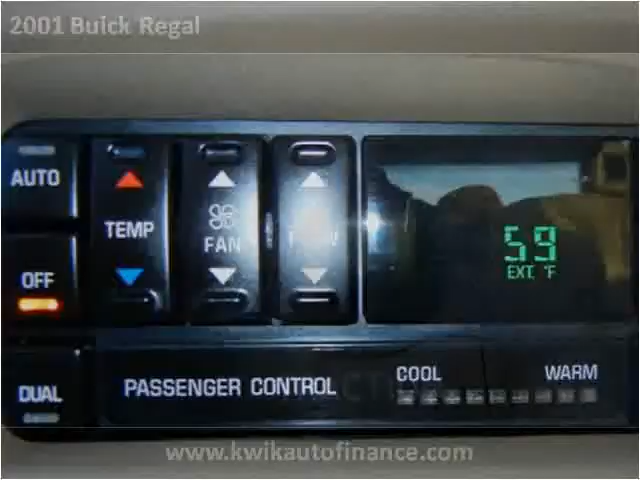 2001 Buick Regal
AUTO
TEMP
FAN
OFF
59
EXT. °F
DUAL
PASSENGER CONTROL
COOL
WARM
www.kwikautofinance.com